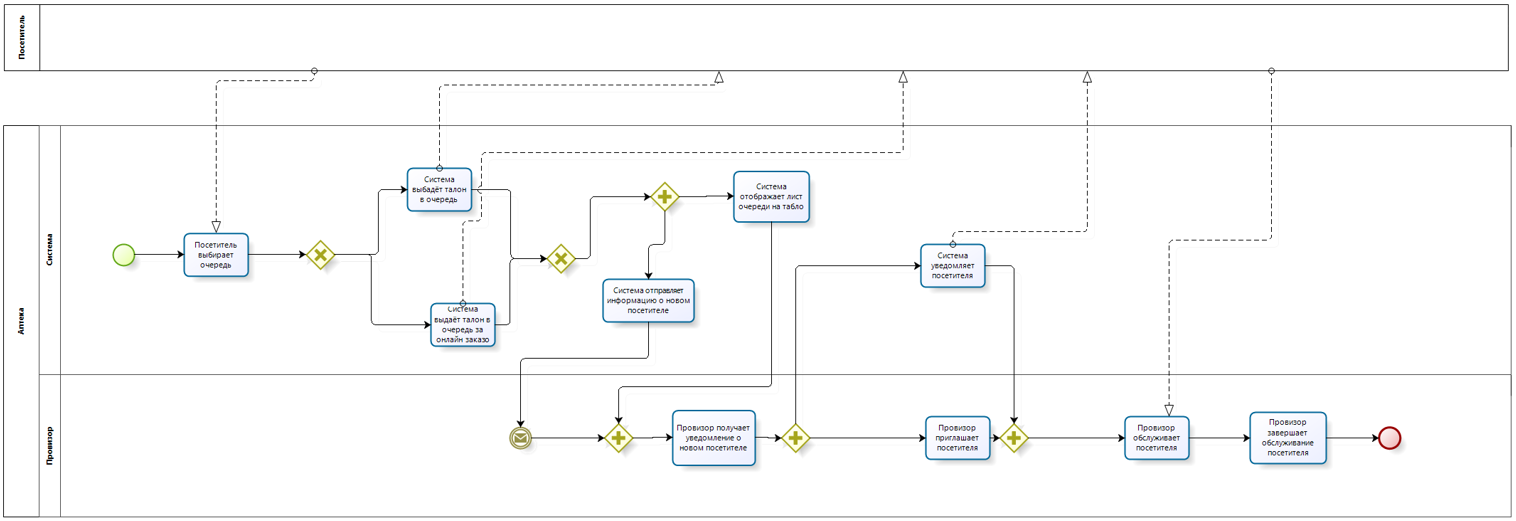 Посетитель
Аптека
Система
Провизор
Посетитель
выбирает
очередь
Система
выбадёт талон
в очередь
Система
выдаёт талон в
очередь за
онлайн заказо
Система
отображает лист
очереди на табло
Система отправляет
информацию о новом
посетителе
Система
уведомляет
посетителя
Провизор получает
уведомление о
новом посетителе
Провизор
приглашает
посетителя
Провизор
обслуживает
посетителя
Провизор
завершает
обслуживание
посетителя